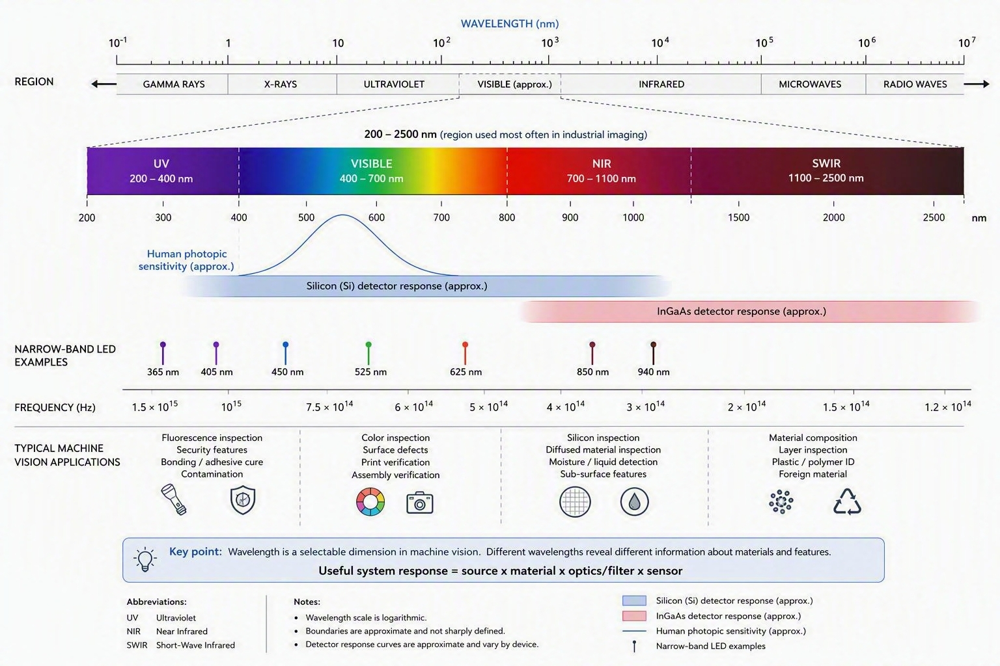 WAVELENGTH (nm)
10⁻¹ 1 10 10² 10³ 10⁴ 10⁵ 10⁶ 10⁷
REGION
GAMMA RAYS X-RAYS ULTRAVIOLET VISIBLE (approx.) INFRARED MICROWAVES RADIO WAVES
200 – 2500 nm (region used most often in industrial imaging)
UV VISIBLE NIR SWIR
200 – 400 nm 400 – 700 nm 700 – 1100 nm 1100 – 2500 nm
200 300 400 500 600 700 800 900 1000 1500 2000 2500 nm
Human photopic
sensitivity (approx.)
Silicon (Si) detector response (approx.)
InGaAs detector response (approx.)
NARROW-BAND LED
EXAMPLES
365 nm 405 nm 450 nm 525 nm 625 nm 850 nm 940 nm
FREQUENCY (Hz)
1.5 × 10¹⁵ 10¹⁵ 7.5 × 10¹⁴ 6 × 10¹⁴ 5 × 10¹⁴ 4 × 10¹⁴ 3 × 10¹⁴ 2 × 10¹⁴ 1.5 × 10¹⁴ 1.2 × 10¹⁴
TYPICAL MACHINE
VISION APPLICATIONS
Fluorescence inspection
Security features
Bonding / adhesive cure
Contamination
Color inspection
Surface defects
Print verification
Assembly verification
Silicon inspection
Diffused material inspection
Moisture / liquid detection
Sub-surface features
Material composition
Layer inspection
Plastic / polymer ID
Foreign material
Key point: Wavelength is a selectable dimension in machine vision. Different wavelengths reveal different information about materials and features.
Useful system response = source x material x optics/filter x sensor
Abbreviations:
UV Ultraviolet
NIR Near Infrared
SWIR Short-Wave Infrared
Notes:
• Wavelength scale is logarithmic.
• Boundaries are approximate and not sharply defined.
• Detector response curves are approximate and vary by device.
Silicon (Si) detector response (approx.)
InGaAs detector response (approx.)
Human photopic sensitivity (approx.)
Narrow-band LED examples